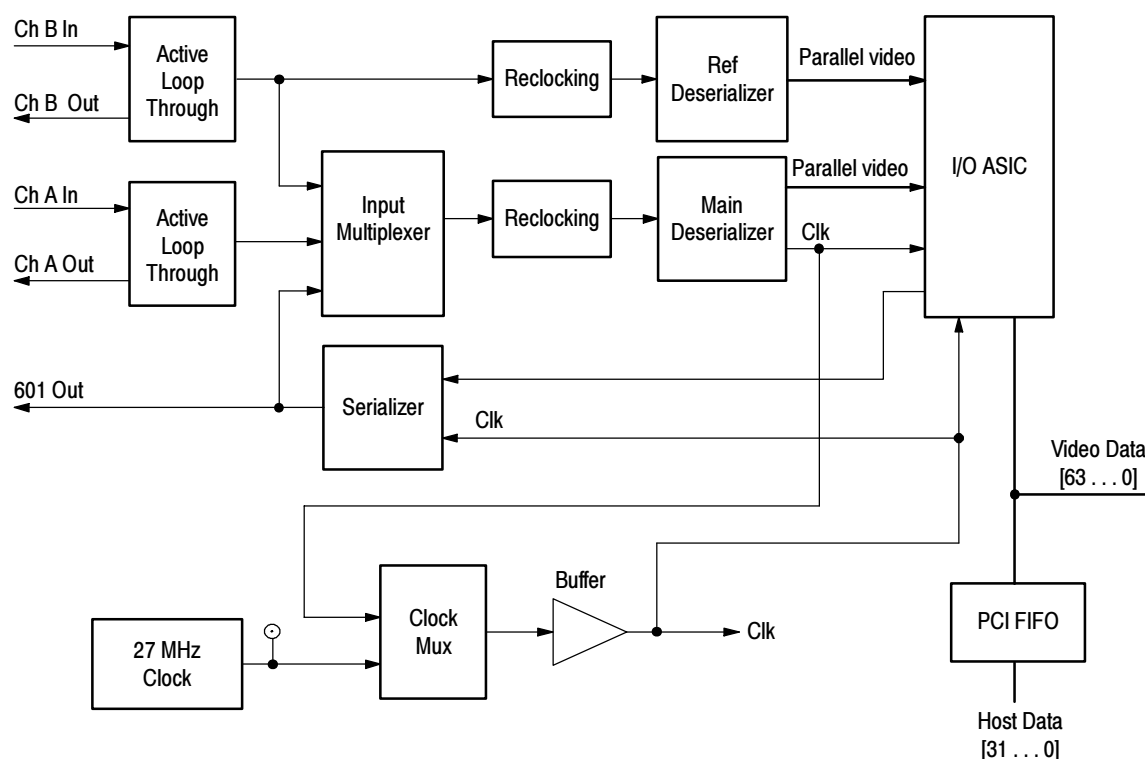 Ch B In
Ch B Out
Active
Loop
Through
Reclocking
Ref
Deserializer
Parallel video
I/O ASIC
Ch A In
Ch A Out
Active
Loop
Through
Input
Multiplexer
Reclocking
Main
Deserializer
Parallel video
Clk
601 Out
Serializer
Clk
Video Data
[63 . . . 0]
27 MHz
Clock
Clock
Mux
Buffer
Clk
PCI FIFO
Host Data
[31 . . . 0]